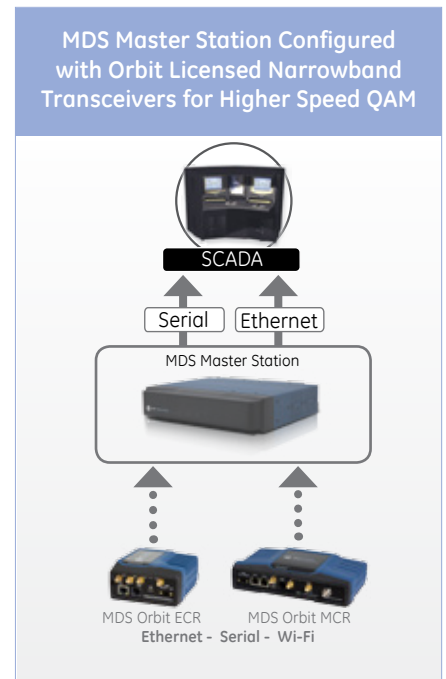 MDS Master Station Configured
with Orbit Licensed Narrowband
Transceivers for Higher Speed QAM
SCADA
Serial Ethernet
MDS Master Station
MDS Orbit ECR MDS Orbit MCR
Ethernet - Serial - Wi-Fi